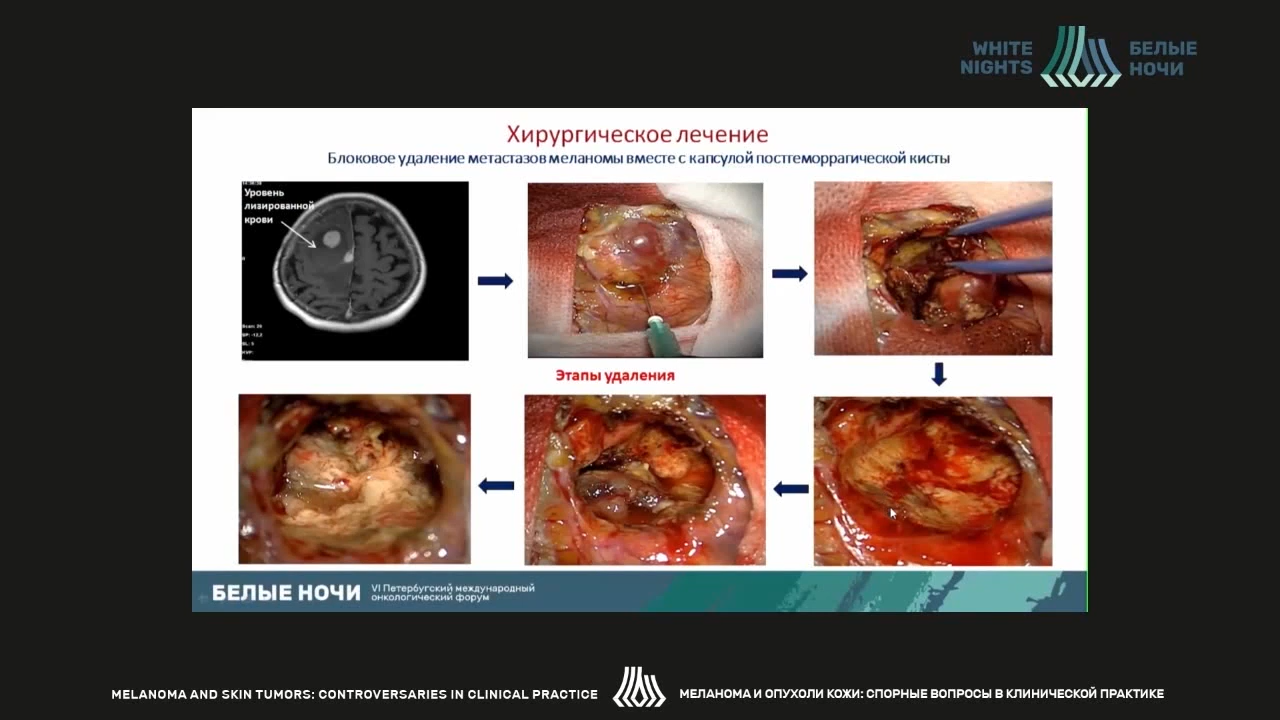 WHITE
NIGHTS
БЕЛЫЕ
НОЧИ
Хирургическое лечение
Блоковое удаление метастазов меланомы вместе с капсулой постгеморрагической кисты
Уровень
лизированной
крови
Этапы удаления
БЕЛЫЕ НОЧИ
VI Петербугский международный
онкологический форум
MELANOMA AND SKIN TUMORS: CONTROVERSARIES IN CLINICAL PRACTICE
МЕЛАНОМА И ОПУХОЛИ КОЖИ: СПОРНЫЕ ВОПРОСЫ В КЛИНИЧЕСКОЙ ПРАКТИКЕ